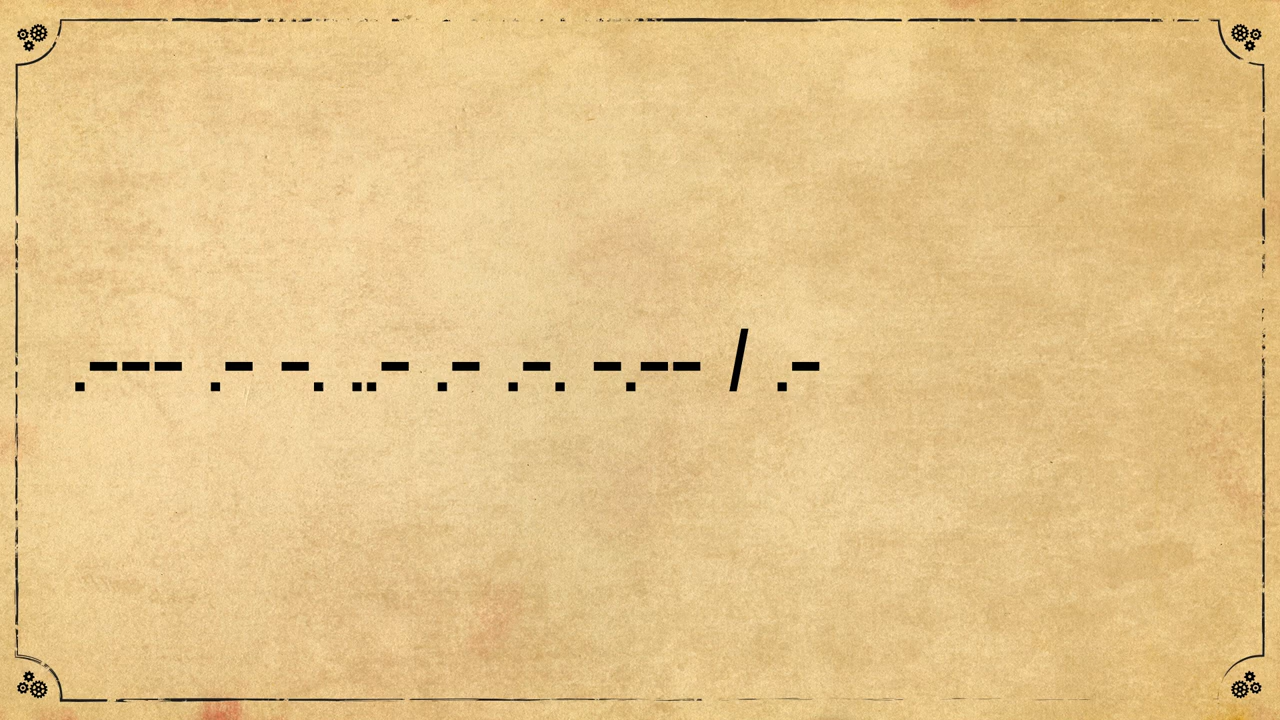 .--- .- -. ..- .- .-. -.-- / .-